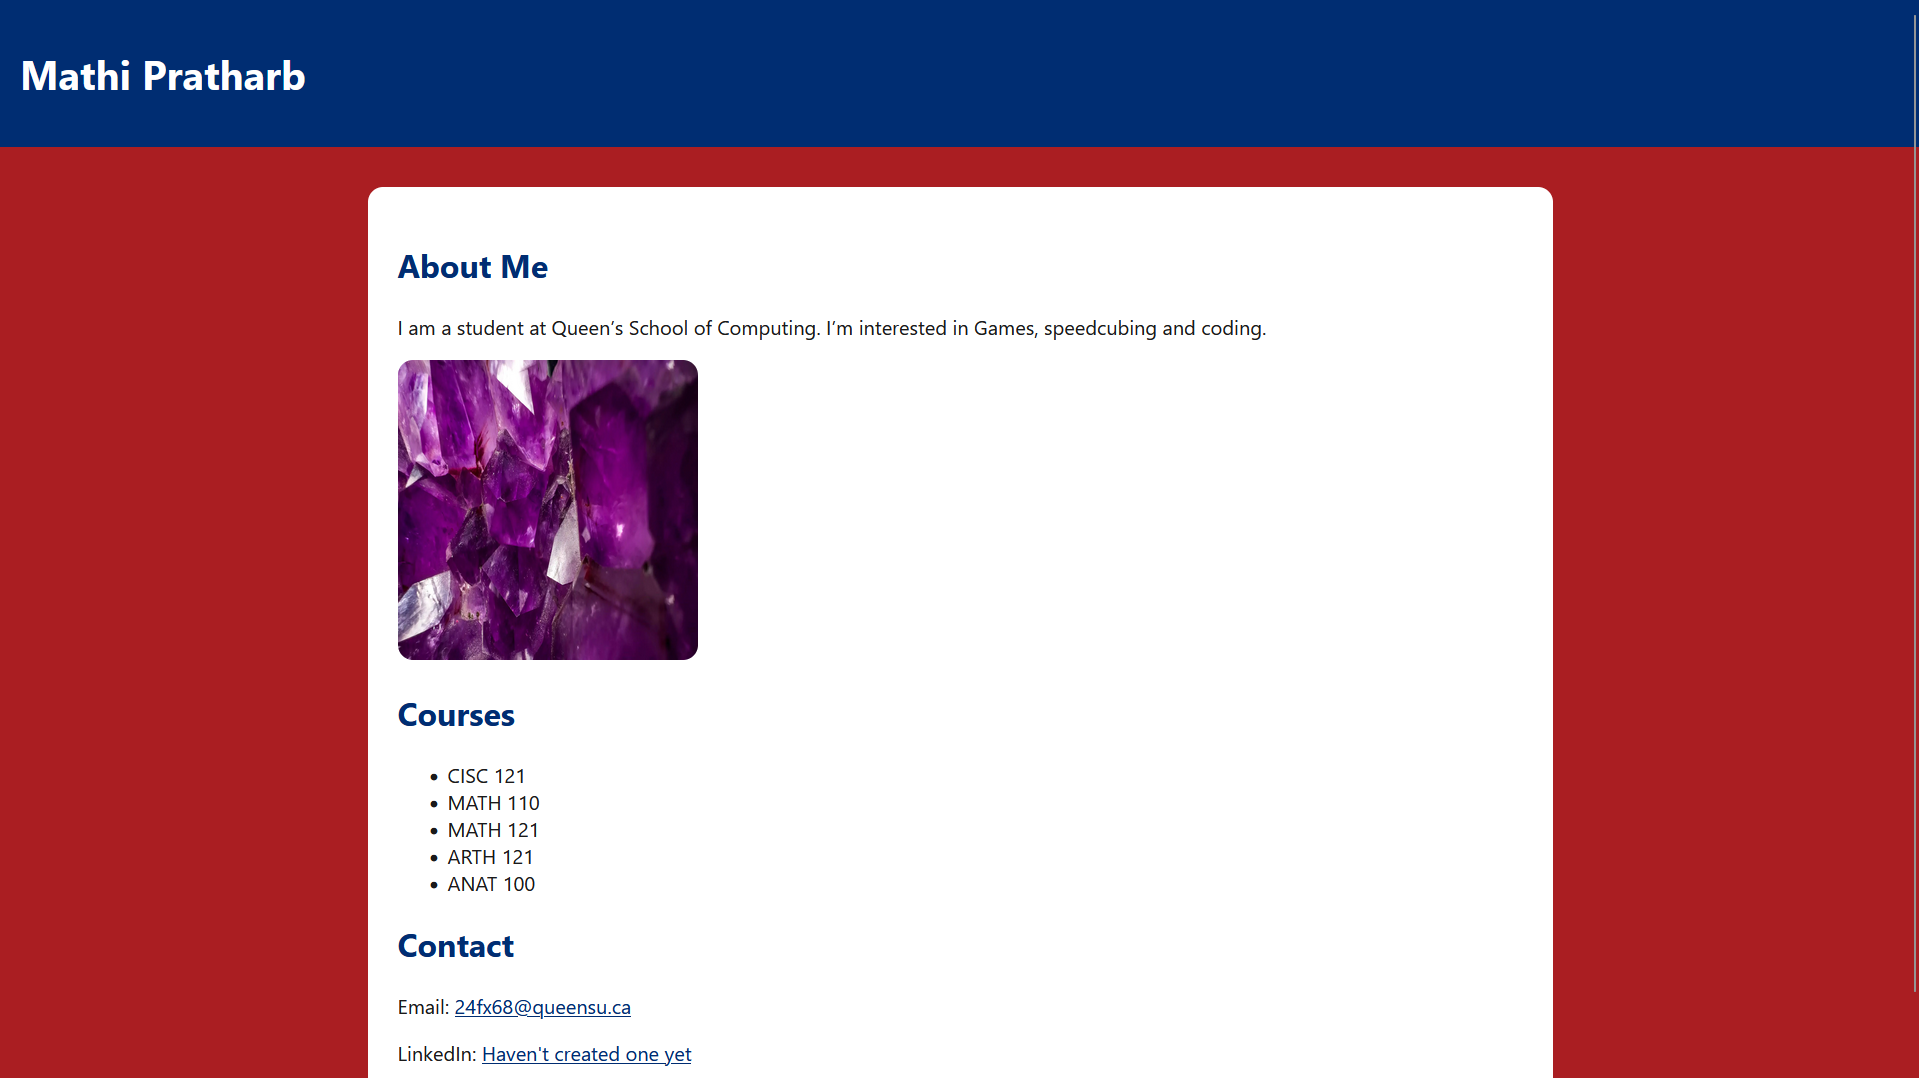 Mathi Pratharb
About Me
I am a student at Queen’s School of Computing. I’m interested in Games, speedcubing and coding.
Courses
• CISC 121
• MATH 110
• MATH 121
• ARTH 121
• ANAT 100
Contact
Email: 24fx68@queensu.ca
LinkedIn: Haven't created one yet